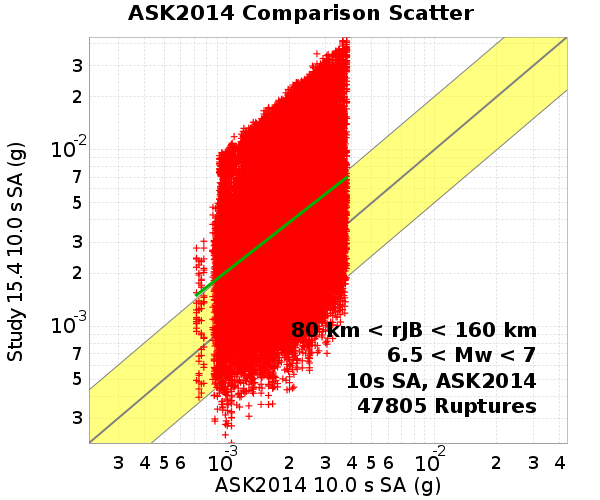 ASK2014 Comparison Scatter
Study 15.4 10.0 s SA (g)
3
2
10-2
7
5
3
2
10-3
7
5
3
80 km < rJB < 160 km
6.5 < Mw < 7
10s SA, ASK2014
47805 Ruptures
3 4 5 6 10-3 2 3 4 5 6 10-2 2 3 4
ASK2014 10.0 s SA (g)